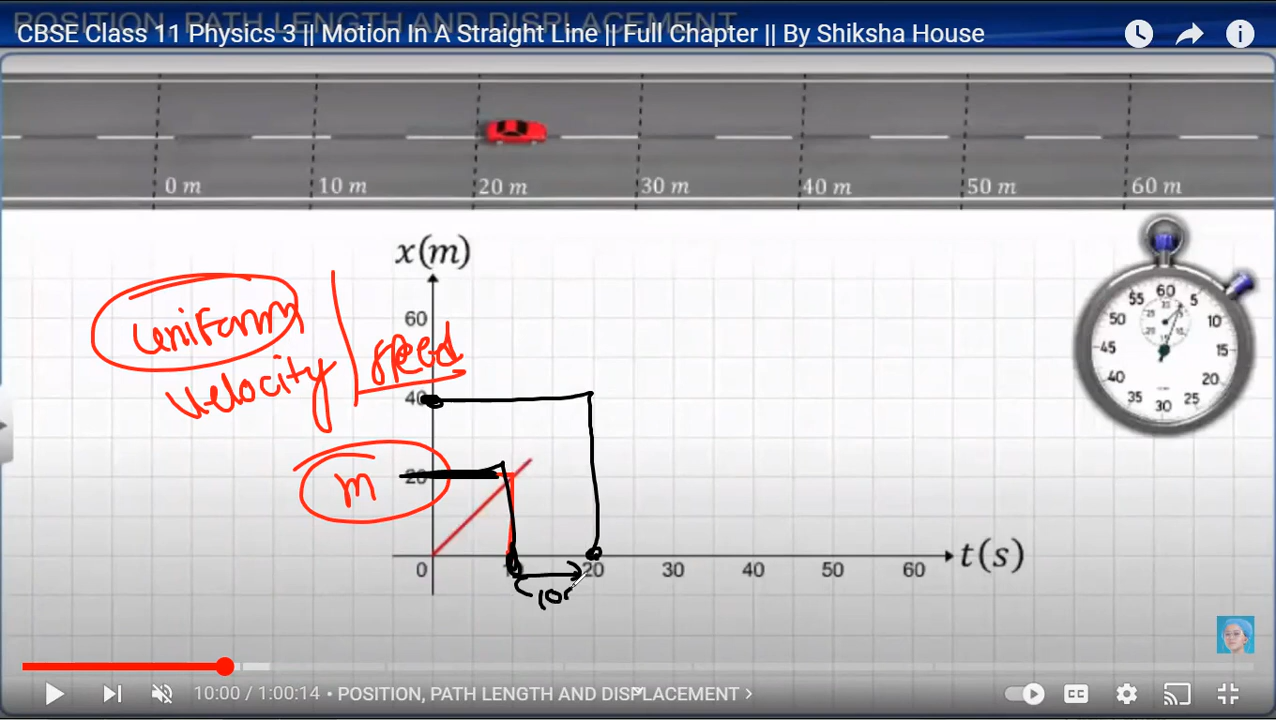 POSITION, PATH LENGTH AND DISPLACEMENT
CBSE Class 11 Physics 3 || Motion In A Straight Line || Full Chapter || By Shiksha House
0 m 10 m 20 m 30 m 40 m 50 m 60 m
x(m)
uniform
velocity
speed
60
40
20
m
0 20 30 40 50 60 t(s)
10s
60 5 10 15 20 25 30 35 40 45 50 55
10:00 / 1:00:14 • POSITION, PATH LENGTH AND DISPLACEMENT >
CC